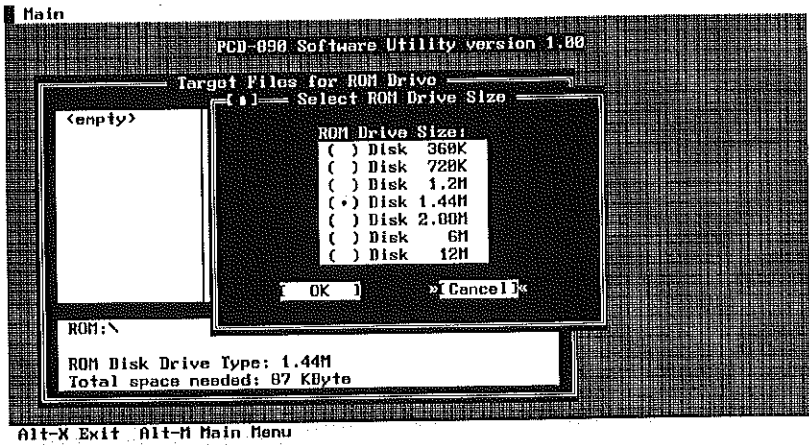 Main
PCD-890 Software Utility version 1.00
Target Files for ROM Drive
Select ROM Drive Size
<empty>
ROM Drive Size:
( ) Disk 360K
( ) Disk 720K
( ) Disk 1.2M
(•) Disk 1.44M
( ) Disk 2.88M
( ) Disk 6M
( ) Disk 12M
[ OK ] »[Cancel]«
ROM:\
ROM Disk Drive Type: 1.44M
Total space needed: 87 KByte
Alt-X Exit Alt-M Main Menu